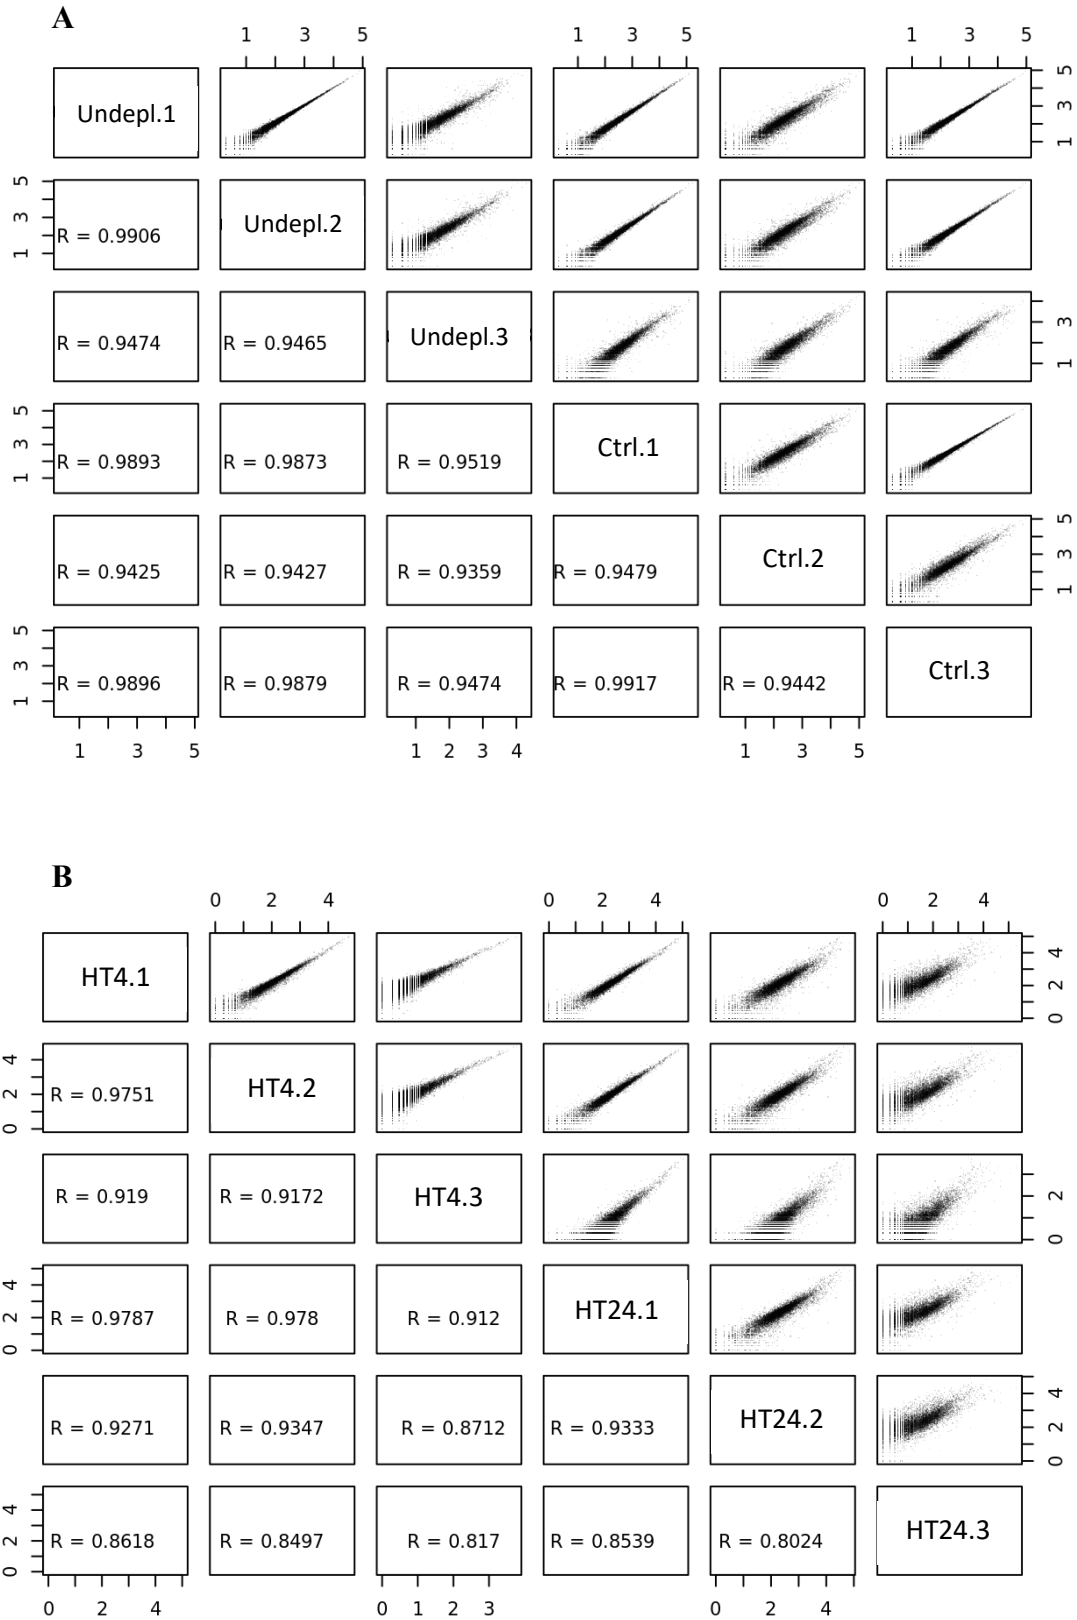 A
1 3 5 1 3 5 1 3 5
Undepl.1
1 3 5
1 3 5
R = 0.9906
Undepl.2
R = 0.9474
R = 0.9465
Undepl.3
1 3
1 3 5
R = 0.9893
R = 0.9873
R = 0.9519
Ctrl.1
R = 0.9425
R = 0.9427
R = 0.9359
R = 0.9479
Ctrl.2
1 3 5
1 3 5
R = 0.9896
R = 0.9879
R = 0.9474
R = 0.9917
R = 0.9442
Ctrl.3
1 3 5 1 2 3 4 1 3 5
B
0 2 4 0 2 4 0 2 4
HT4.1
0 2 4
0 2 4
R = 0.9751
HT4.2
R = 0.919
R = 0.9172
HT4.3
0 2
0 2 4
R = 0.9787
R = 0.978
R = 0.912
HT24.1
R = 0.9271
R = 0.9347
R = 0.8712
R = 0.9333
HT24.2
0 2 4
0 2 4
R = 0.8618
R = 0.8497
R = 0.817
R = 0.8539
R = 0.8024
HT24.3
0 2 4 0 1 2 3 0 2 4